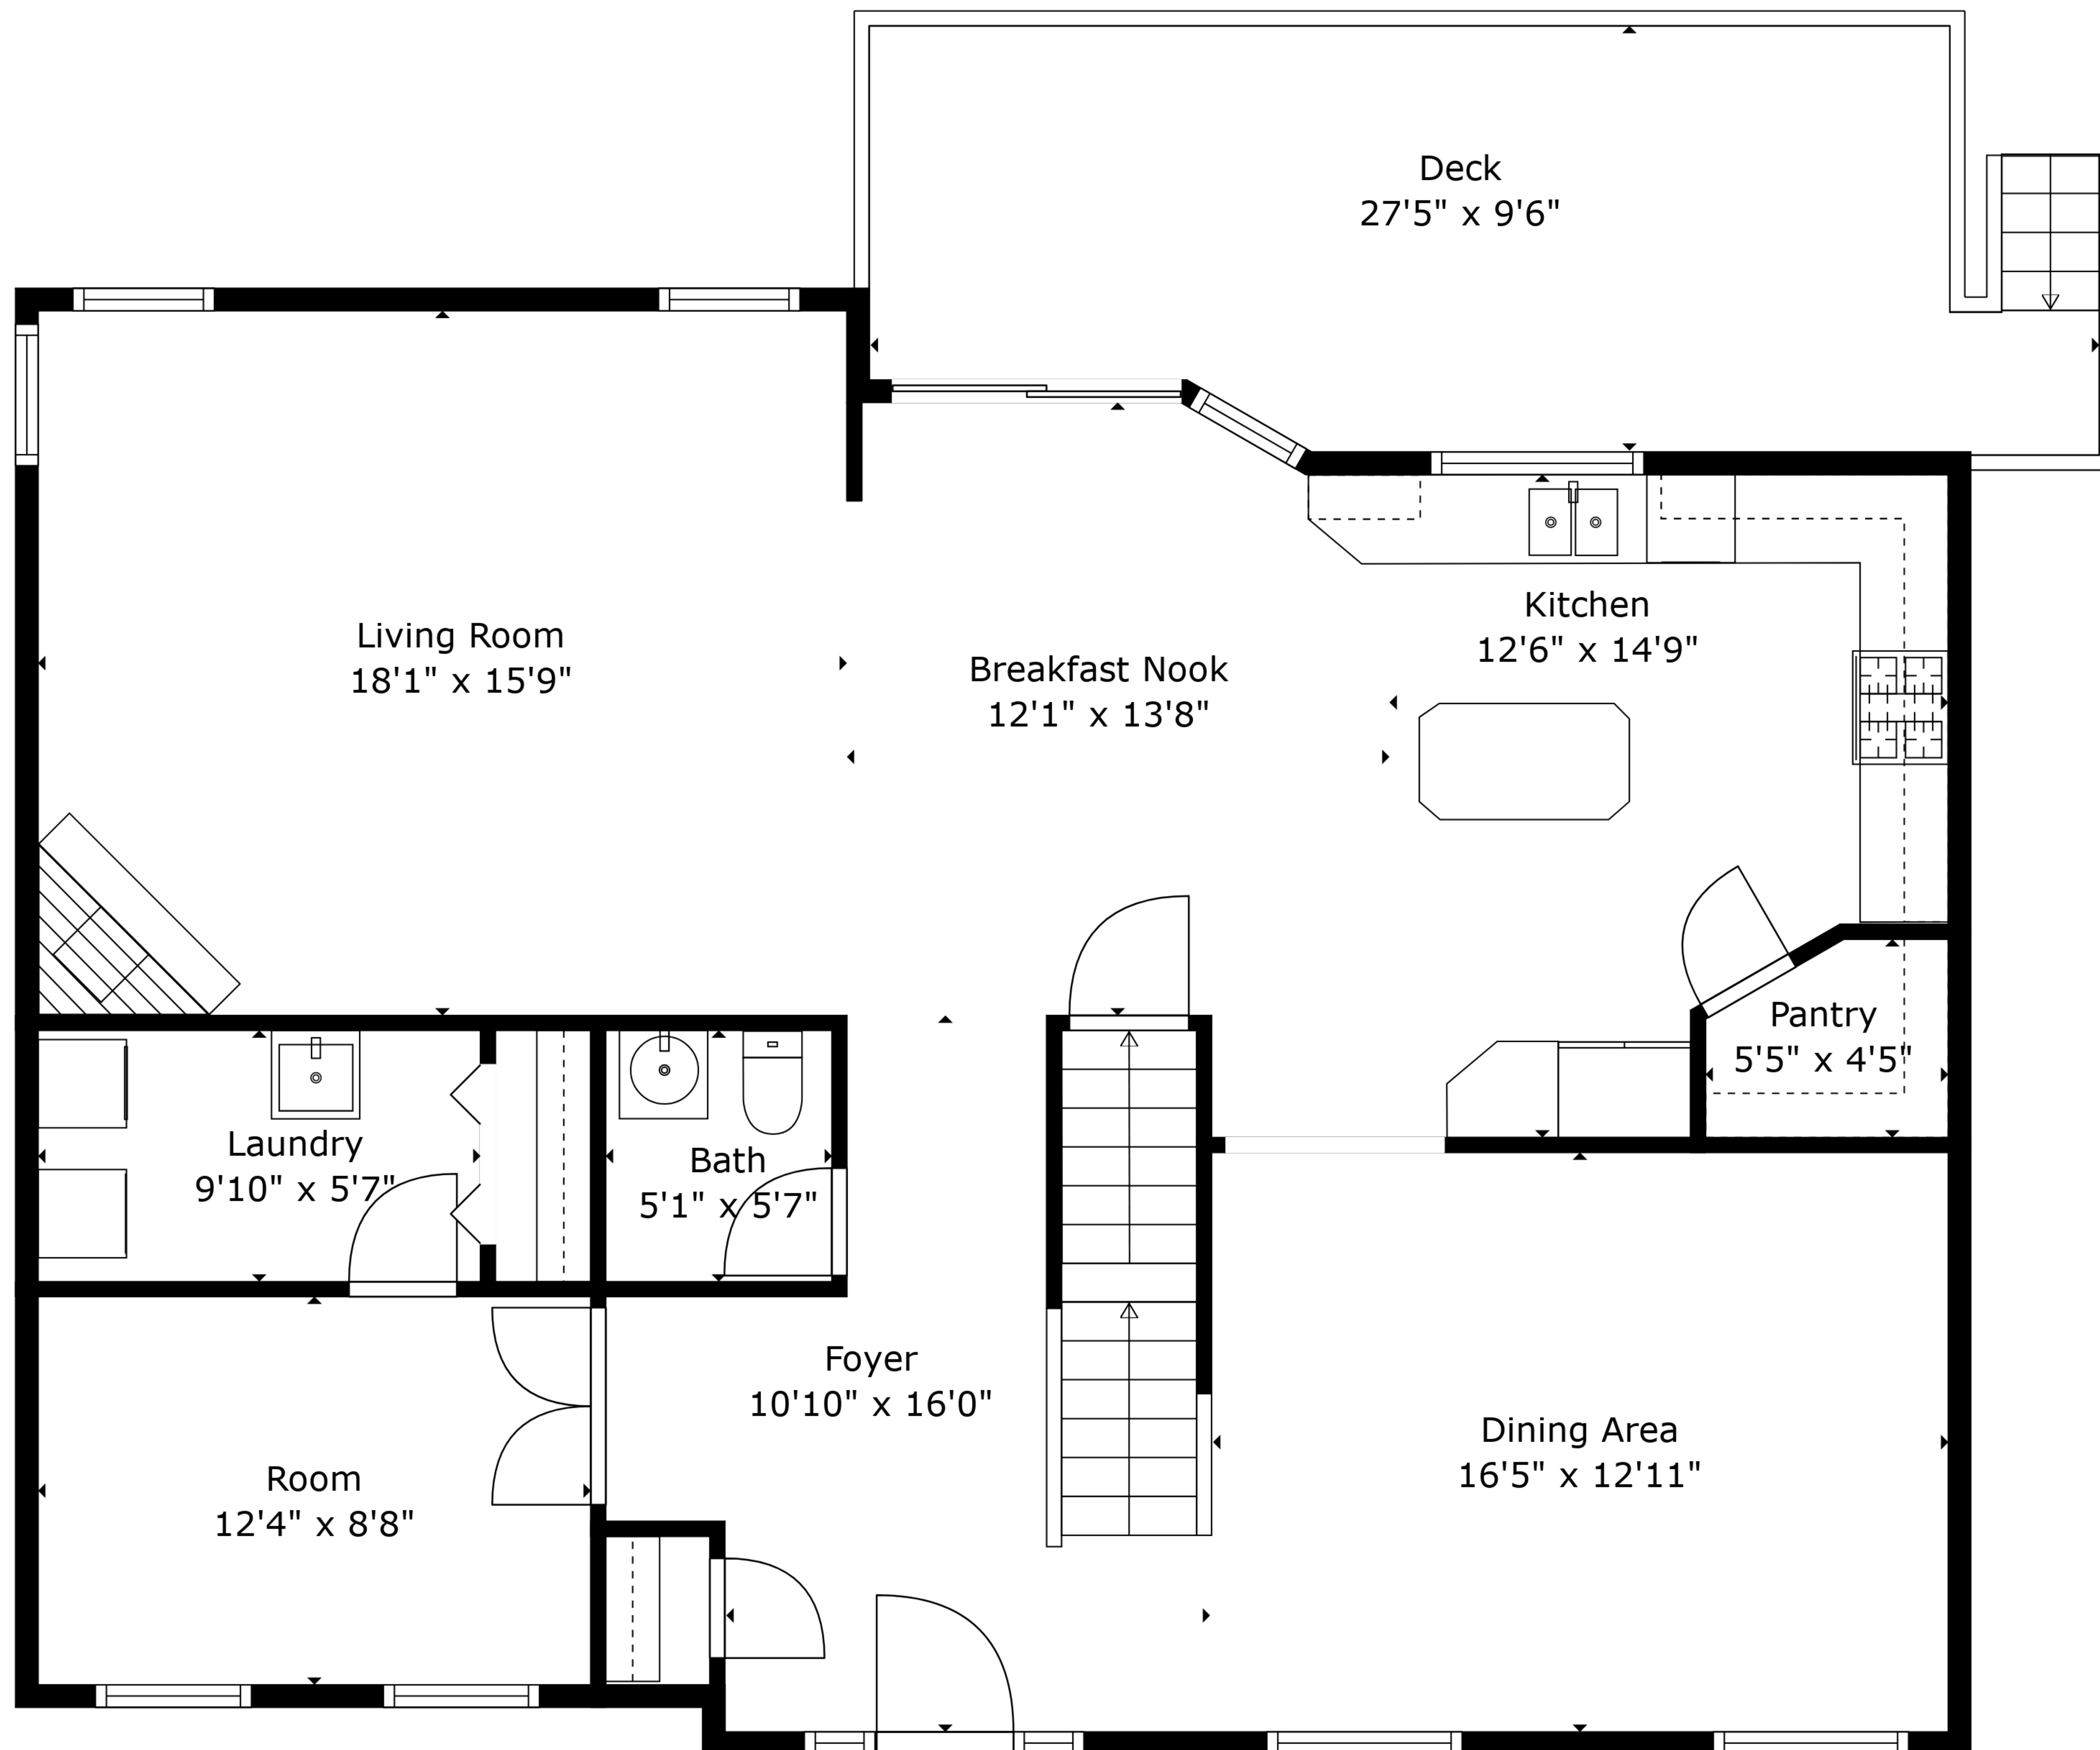 Deck
27'5" x 9'6"
Living Room
18'1" x 15'9"
Breakfast Nook
12'1" x 13'8"
Kitchen
12'6" x 14'9"
Pantry
5'5" x 4'5"
Laundry
9'10" x 5'7"
Bath
5'1" x 5'7"
Foyer
10'10" x 16'0"
Room
12'4" x 8'8"
Dining Area
16'5" x 12'11"